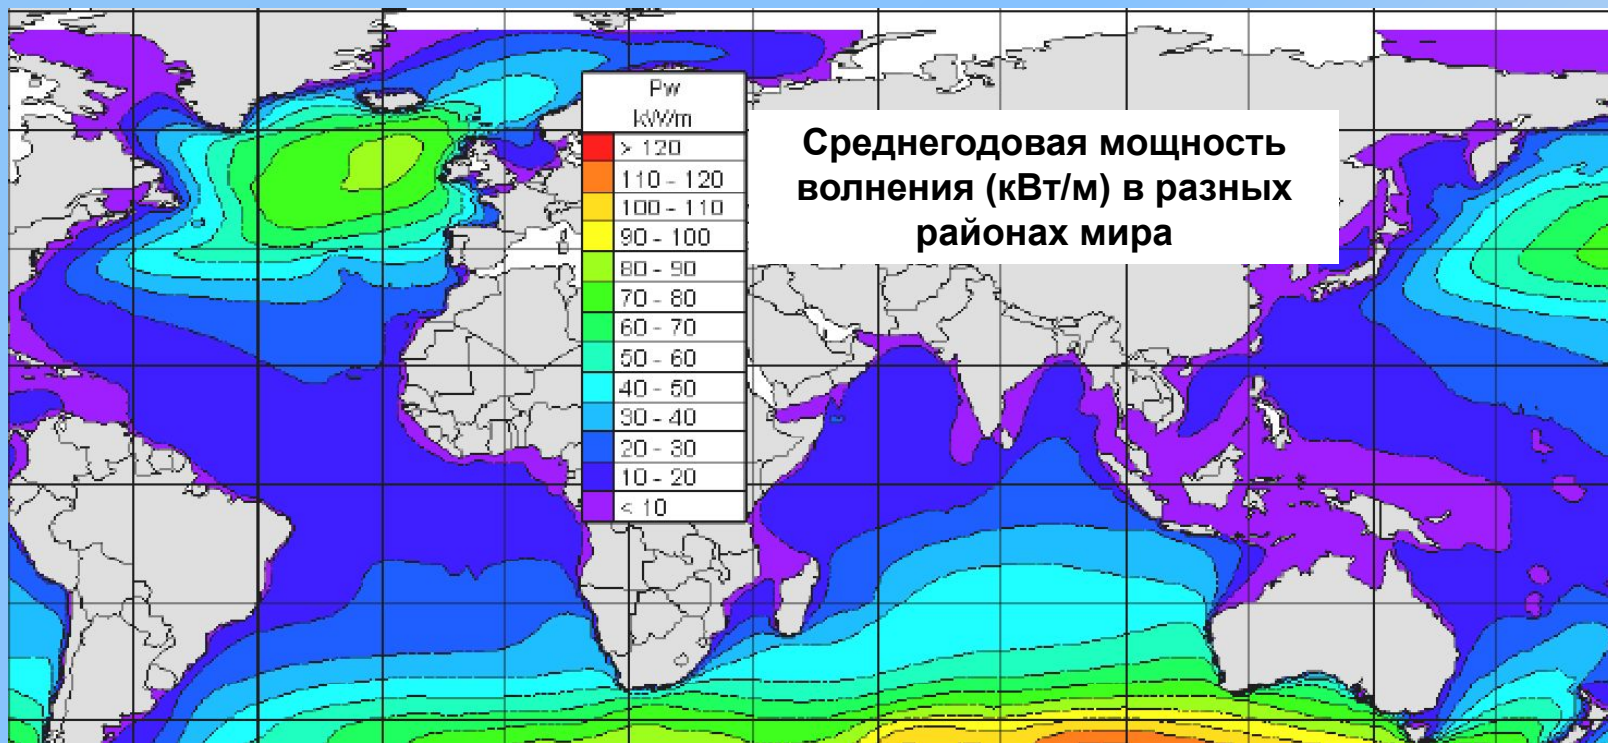 Pw
kW/m
> 120
110 - 120
100 - 110
90 - 100
80 - 90
70 - 80
60 - 70
50 - 60
40 - 50
30 - 40
20 - 30
10 - 20
< 10
Среднегодовая мощность
волнения (кВт/м) в разных
районах мира